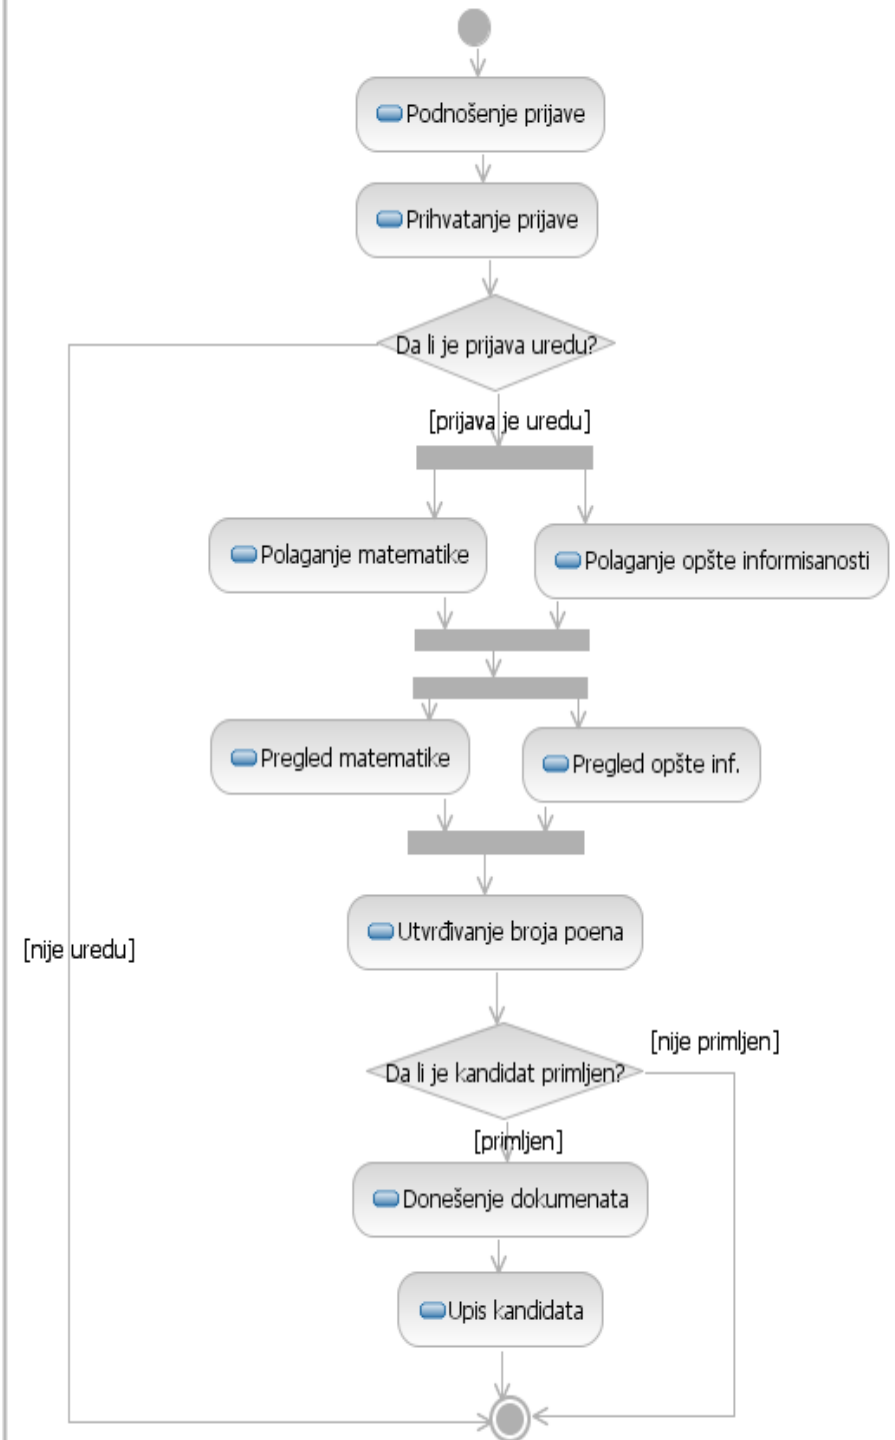 Podnošenje prijave
Prihvatanje prijave
Da li je prijava uredu?
[prijava je uredu]
Polaganje matematike
Polaganje opšte informisanosti
Pregled matematike
Pregled opšte inf.
Utvrđivanje broja poena
[nije uredu]
[nije primljen]
Da li je kandidat primljen?
[primljen]
Donešenje dokumenata
Upis kandidata